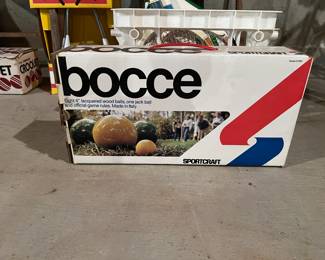 bocce
Eight 4" lacquered wood balls, one jack ball
and official game rules. Made in Italy
SPORTCRAFT